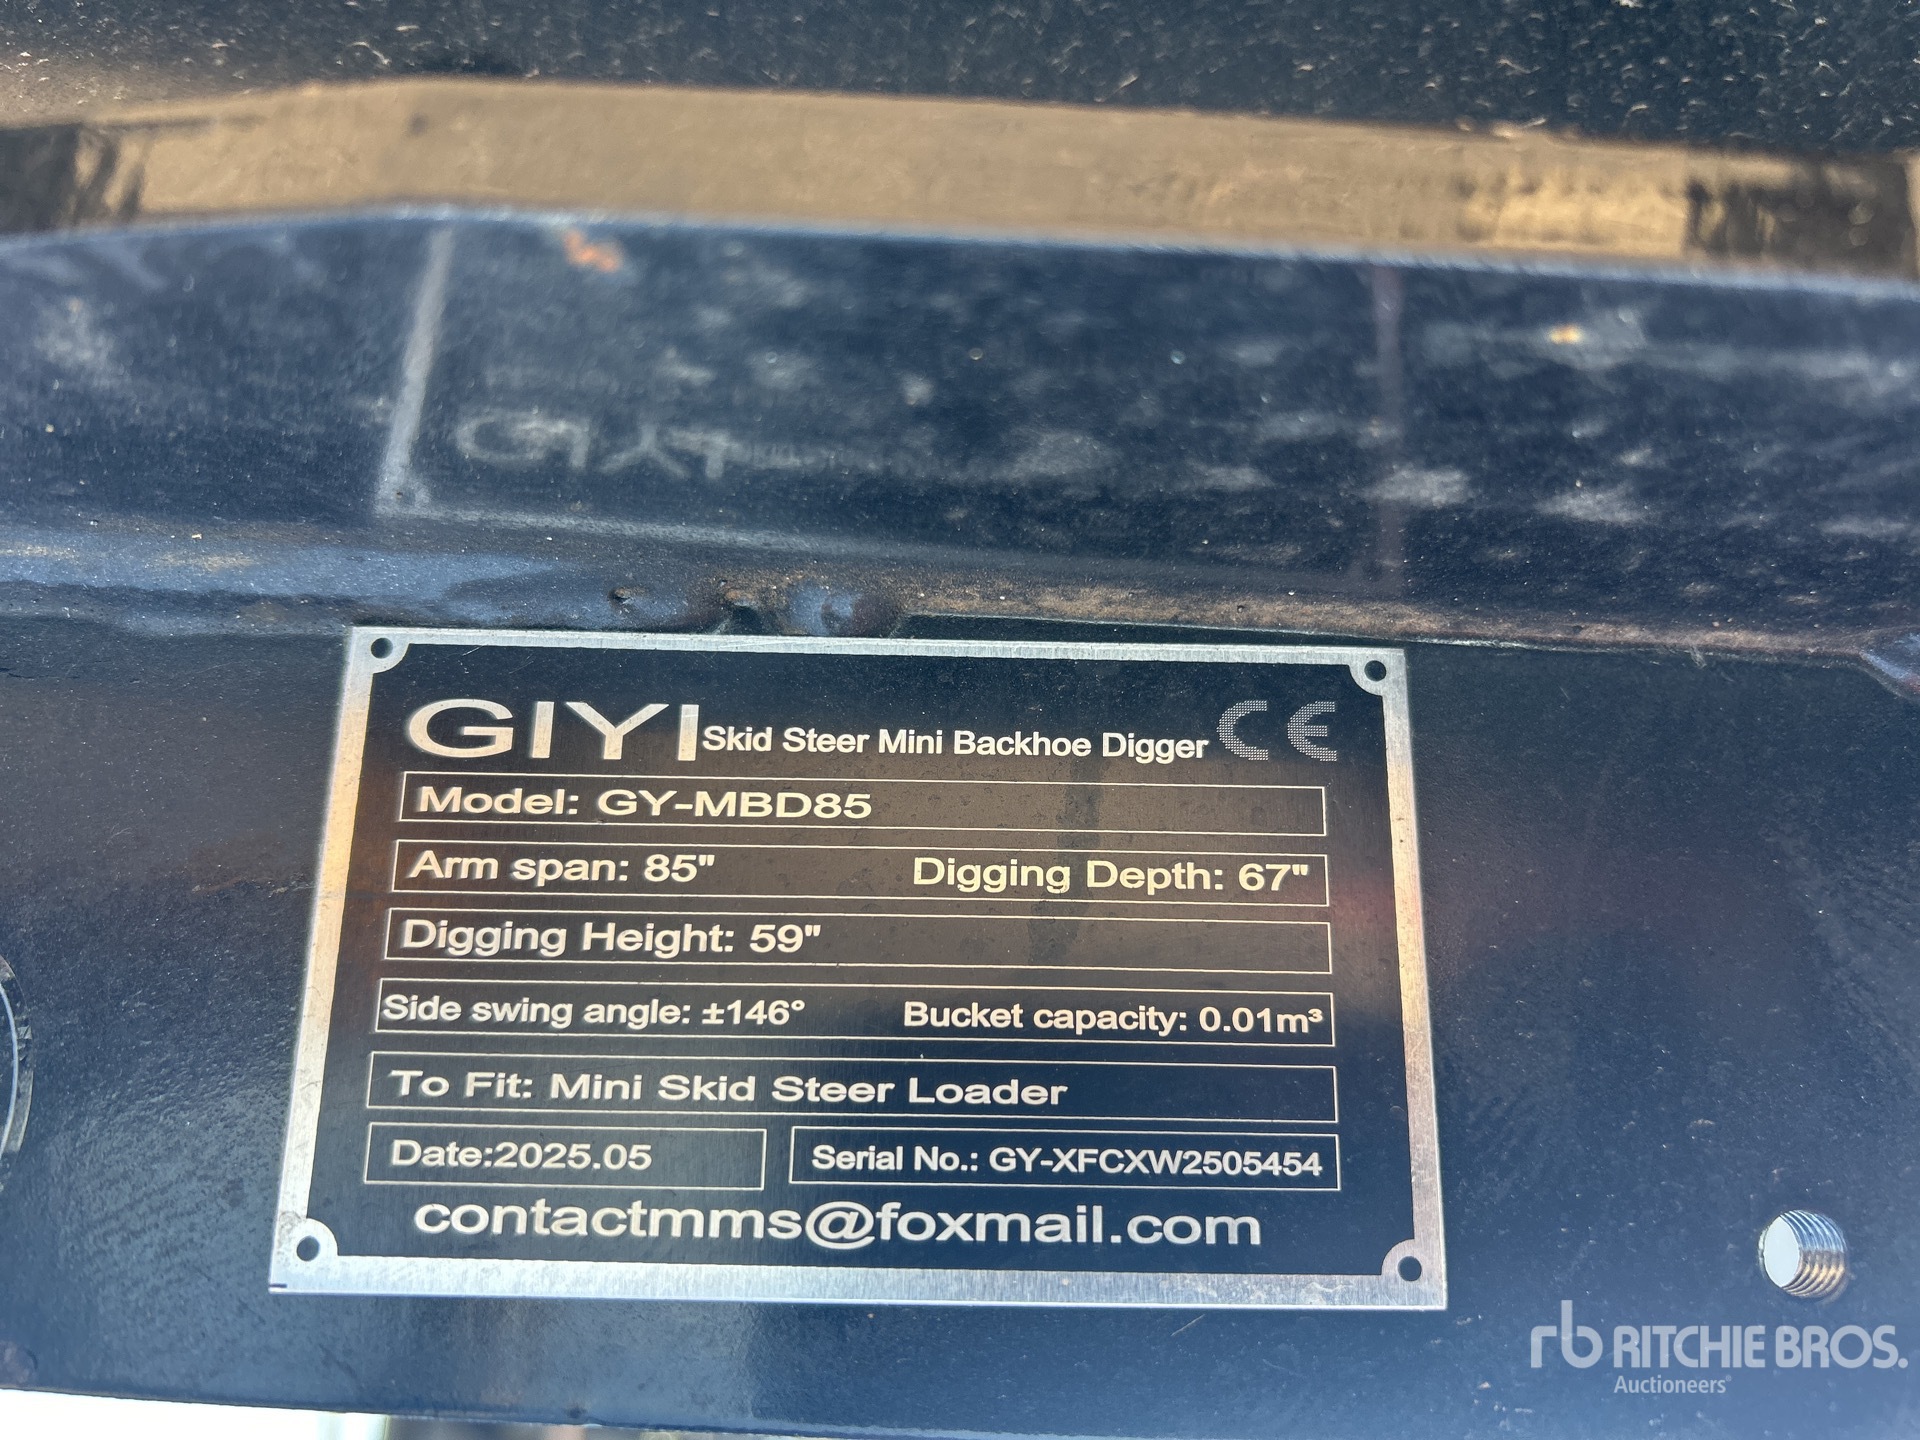 GIYI Skid Steer Mini Backhoe Digger CE
Model: GY-MBD85
Arm span: 85" Digging Depth: 67"
Digging Height: 59"
Side swing angle: ±146° Bucket capacity: 0.01m³
To Fit: Mini Skid Steer Loader
Date:2025.05 Serial No.: GY-XFCXW2505454
contactmms@foxmail.com
rb RITCHIE BROS.
Auctioneers